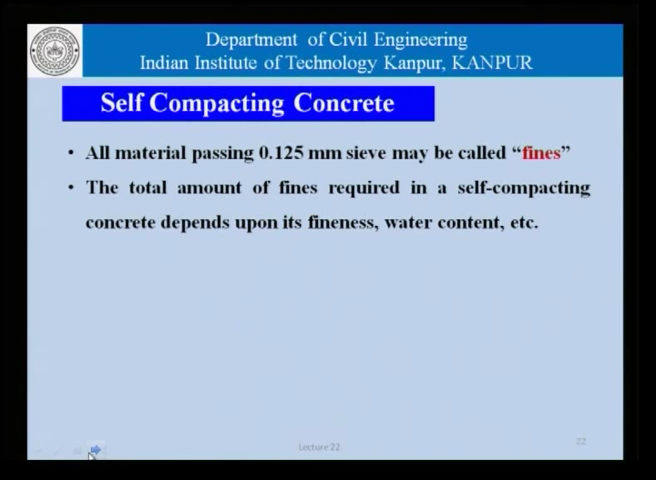 Department of Civil Engineering
Indian Institute of Technology Kanpur, KANPUR
Self Compacting Concrete
• All material passing 0.125 mm sieve may be called “fines”
• The total amount of fines required in a self-compacting
concrete depends upon its fineness, water content, etc.
Lecture 22
22